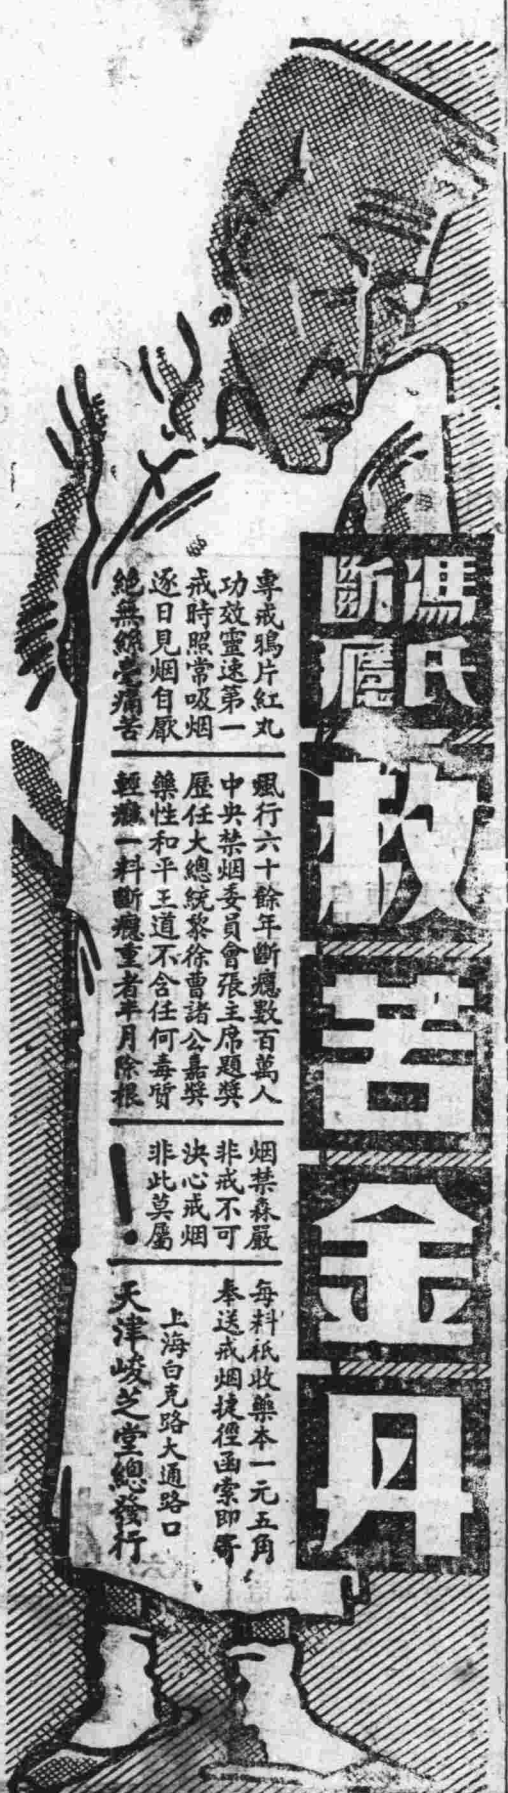 馮氏
斷癮
救苦金丹
專戒鴉片紅丸
功效靈速第一
戒時照常吸烟
逐日見烟自厭
絕無絲毫痛苦
風行六十餘年斷癮數百萬人
中央禁烟委員會張主席題獎
歷任大總統黎徐曹諸公嘉獎
藥性和平王道不含任何毒質
輕癮一料斷癮重者半月除根
烟禁森嚴
非戒不可
決心戒烟
非此莫屬
!
每料祇收藥本一元五角
奉送戒烟捷徑函索即寄
上海白克路大通路口
天津峻芝堂總發行